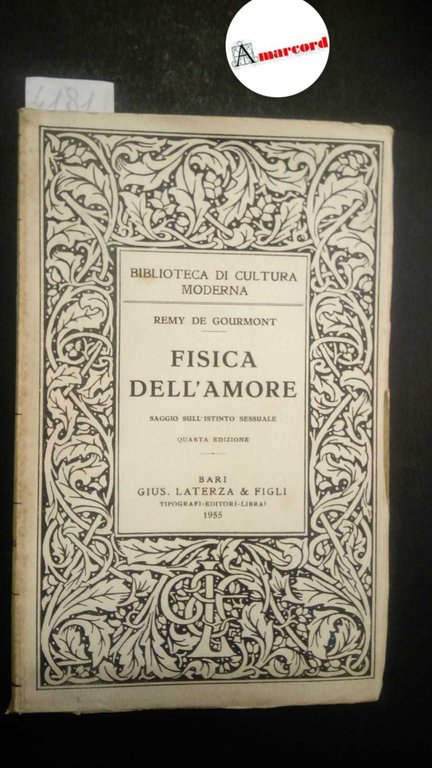 Amarcord
BIBLIOTECA DI CULTURA
MODERNA
REMY DE GOURMONT
FISICA
DELL'AMORE
SAGGIO SULL'ISTINTO SESSUALE
QUARTA EDIZIONE
BARI
GIUS. LATERZA & FIGLI
TIPOGRAFI-EDITORI-LIBRAI
1955